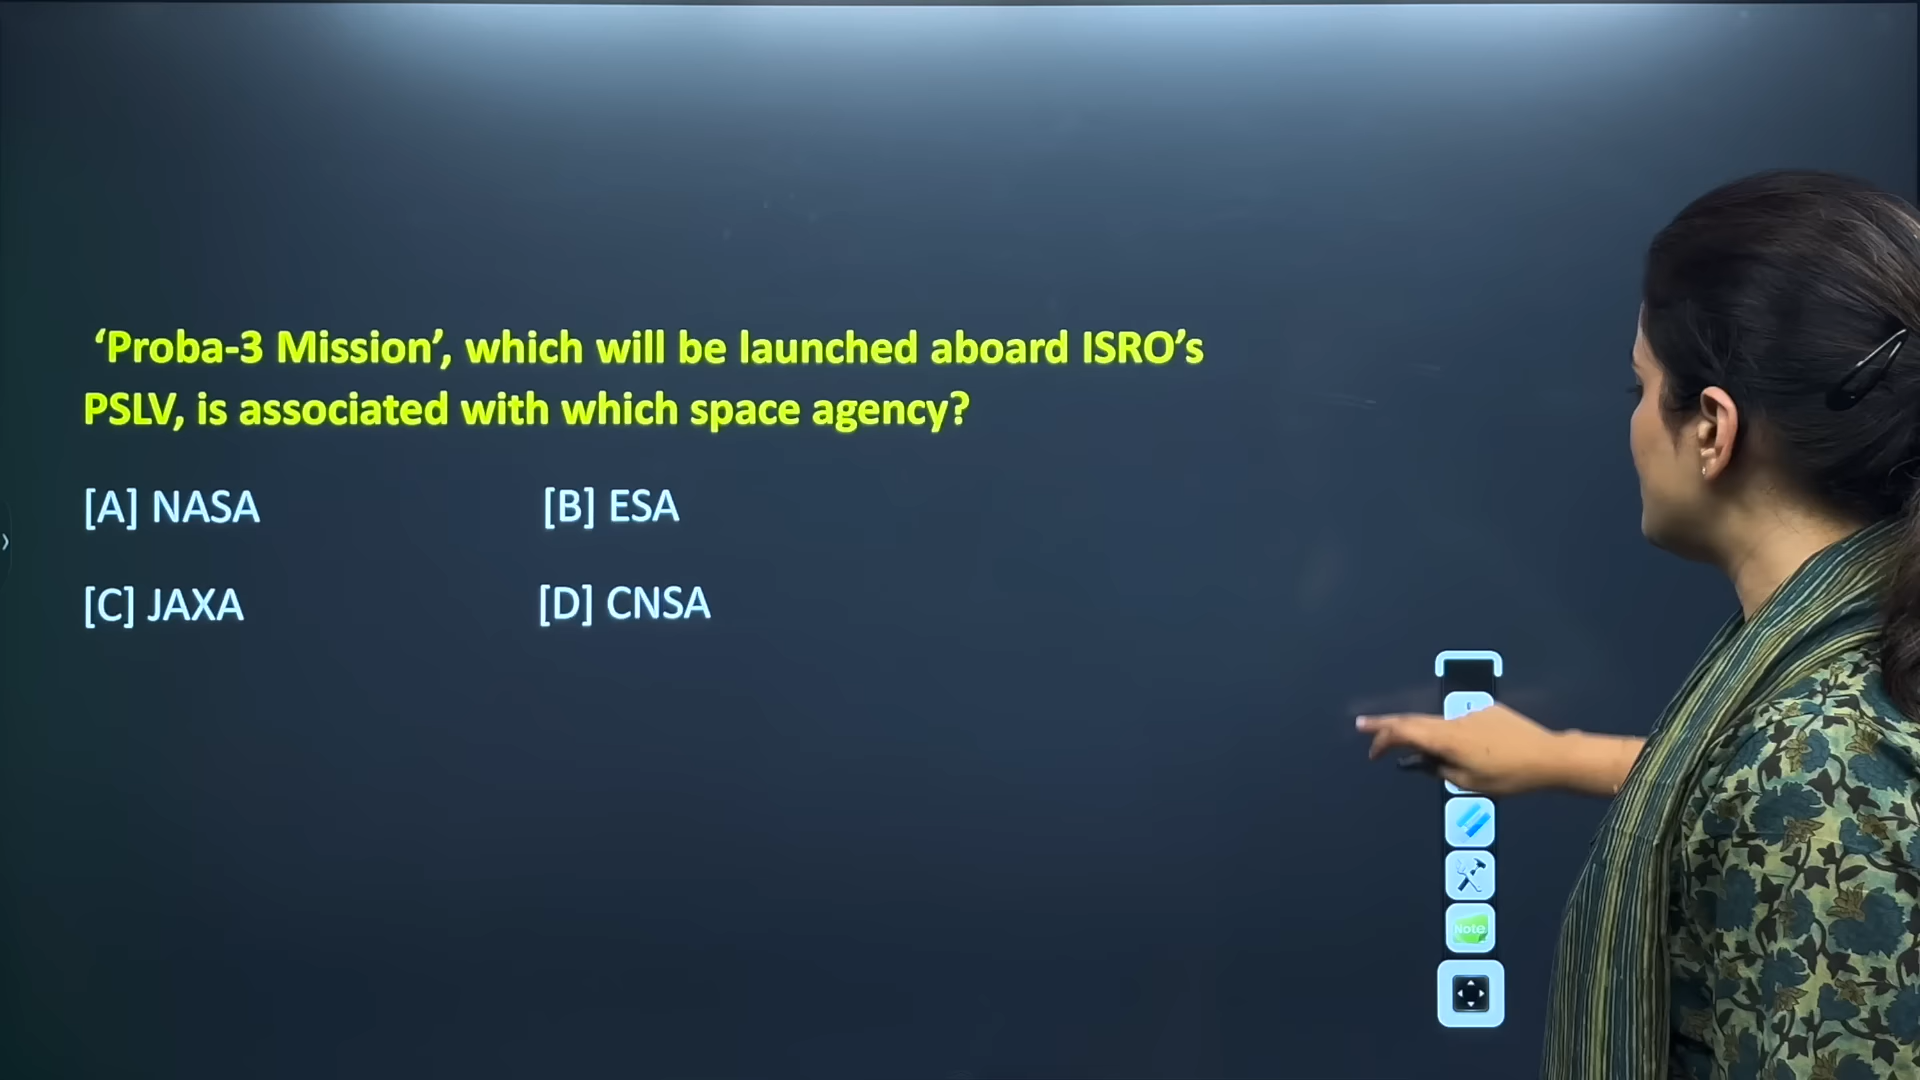 ‘Proba-3 Mission’, which will be launched aboard ISRO’s
PSLV, is associated with which space agency?
[A] NASA [B] ESA
[C] JAXA [D] CNSA
Note